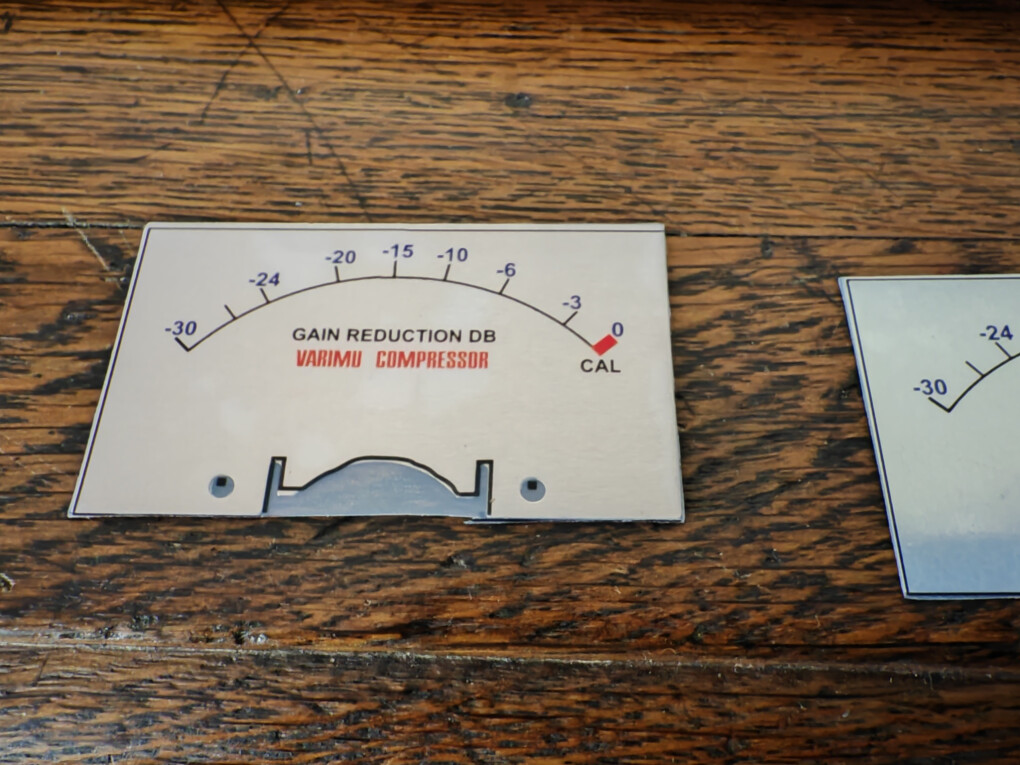 -30 -24 -20 -15 -10 -6 -3 0
GAIN REDUCTION DB
VARIMU COMPRESSOR
CAL
-30 -24